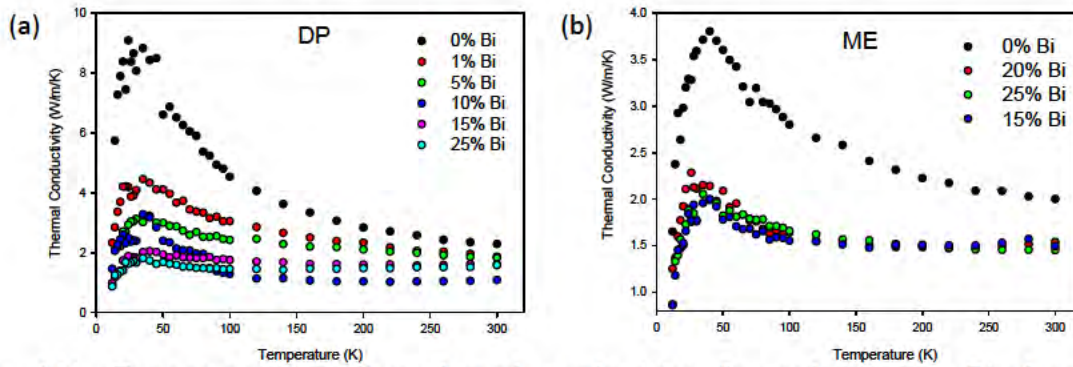 (a)
DP
0% Bi
1% Bi
5% Bi
10% Bi
15% Bi
25% Bi
Thermal Conductivity (W/m/K)
10
8
6
4
2
0
0 50 100 150 200 250 300
Temperature (K)
(b)
ME
0% Bi
20% Bi
25% Bi
15% Bi
Thermal Conductivity (W/m/K)
4.0
3.5
3.0
2.5
2.0
1.5
1.0
0 50 100 150 200 250 300
Temperature (K)